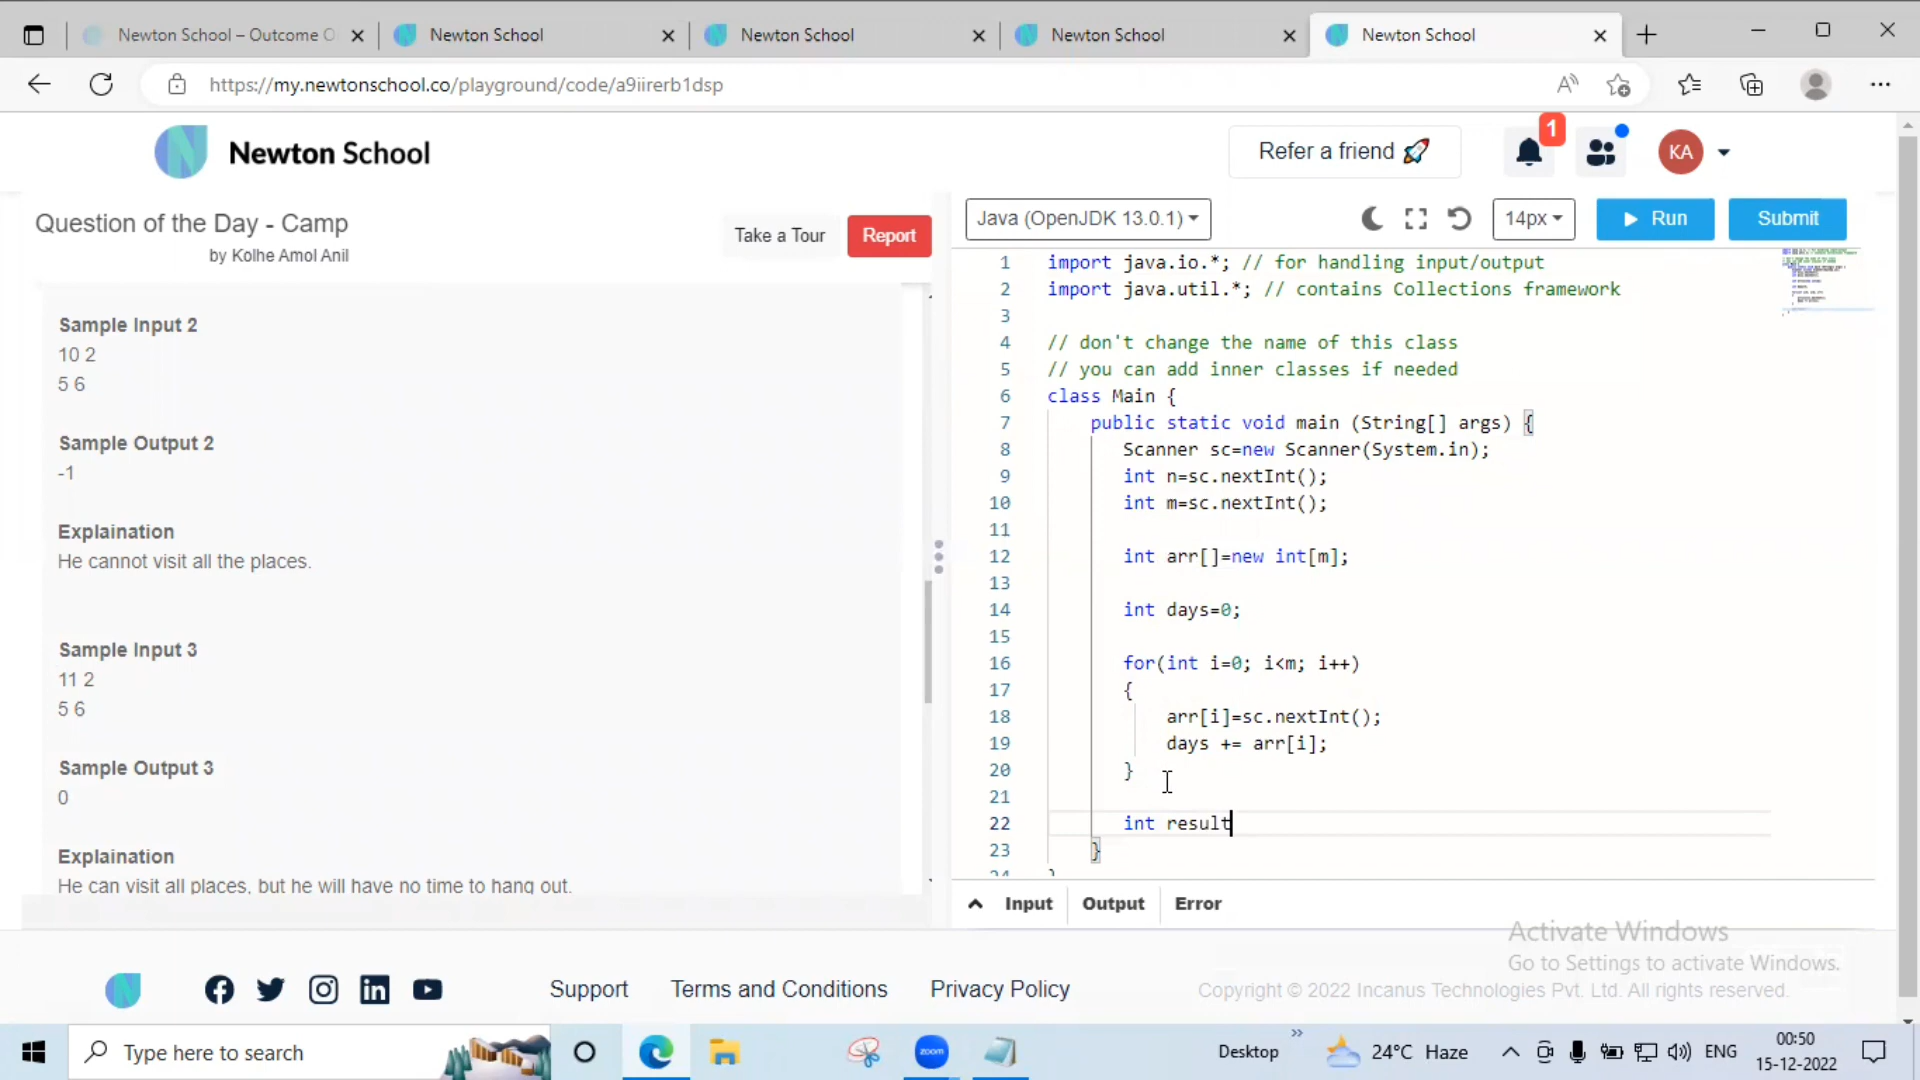 Newton School – Outcome O
Newton School
Newton School
Newton School
Newton School
https://my.newtonschool.co/playground/code/a9iirerb1dsp
Newton School
Refer a friend 🚀
1
KA
Question of the Day - Camp
by Kolhe Amol Anil
Take a Tour
Report
Sample Input 2
10 2
5 6
Sample Output 2
-1
Explaination
He cannot visit all the places.
Sample Input 3
11 2
5 6
Sample Output 3
0
Explaination
He can visit all places, but he will have no time to hang out.
Java (OpenJDK 13.0.1)
14px
Run
Submit
1 import java.io.*; // for handling input/output
2 import java.util.*; // contains Collections framework
3
4 // don't change the name of this class
5 // you can add inner classes if needed
6 class Main {
7 public static void main (String[] args) {
8 Scanner sc=new Scanner(System.in);
9 int n=sc.nextInt();
10 int m=sc.nextInt();
11
12 int arr[]=new int[m];
13
14 int days=0;
15
16 for(int i=0; i<m; i++)
17 {
18 arr[i]=sc.nextInt();
19 days += arr[i];
20 }
21
22 int result
23 }
24 }
Input
Output
Error
Activate Windows
Go to Settings to activate Windows.
Support
Terms and Conditions
Privacy Policy
Copyright © 2022 Incanus Technologies Pvt. Ltd. All rights reserved.
Type here to search
zoom
Desktop
24°C Haze
ENG
00:50
15-12-2022